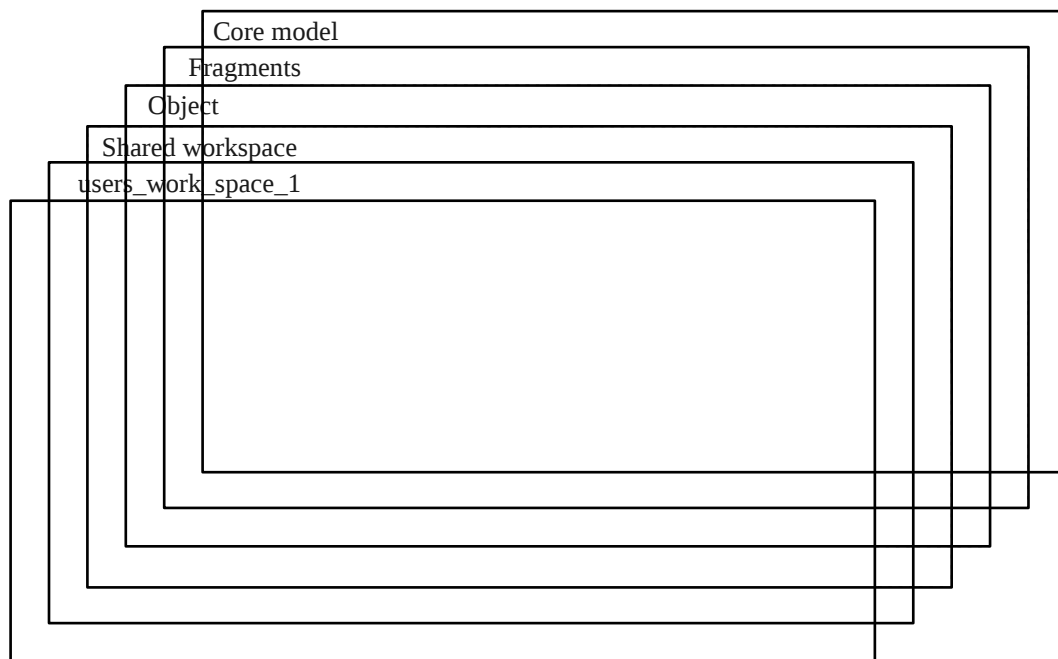 Core model
Fragments
Object
Shared workspace
users_work_space_1